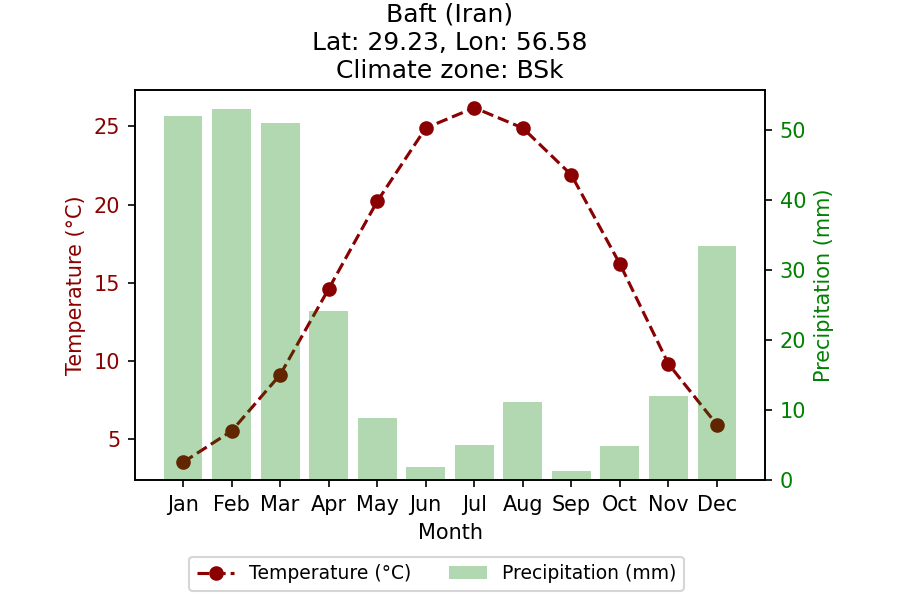 Baft (Iran)
Lat: 29.23, Lon: 56.58
Climate zone: BSk
Temperature (°C)
25
20
15
10
5
50
40
30
20
10
0
Precipitation (mm)
Jan Feb Mar Apr May Jun Jul Aug Sep Oct Nov Dec
Month
Temperature (°C) Precipitation (mm)